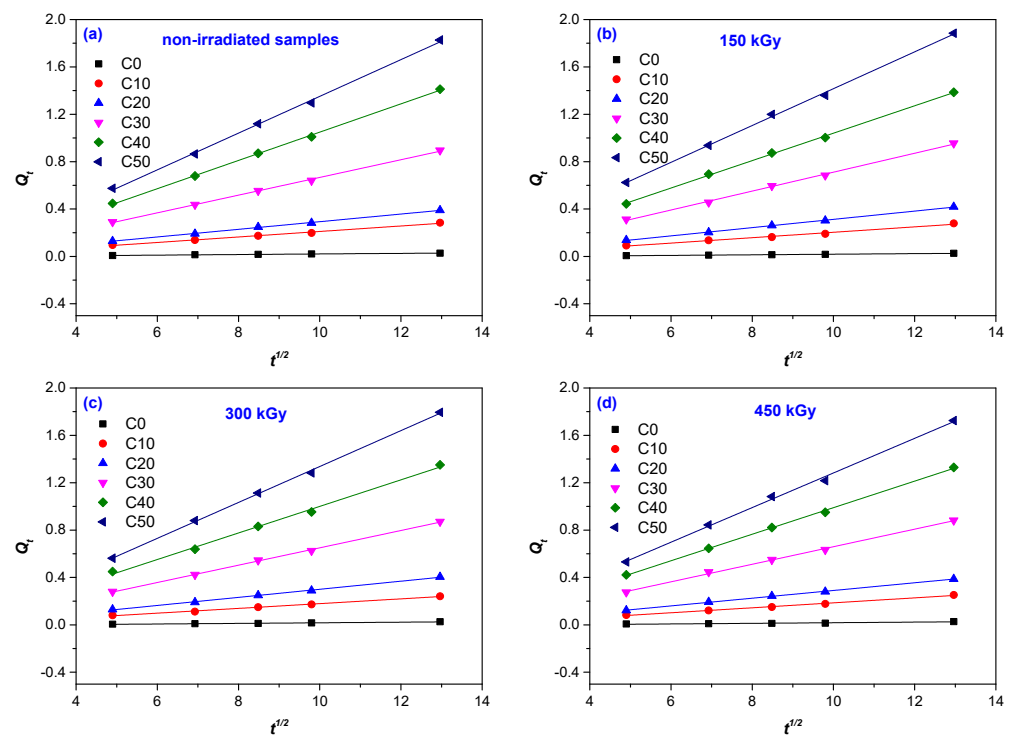 (a) non-irradiated samples
C0
C10
C20
C30
C40
C50
2.0
1.6
1.2
0.8
0.4
0.0
-0.4
Qt
4 6 8 10 12 14
t1/2
(b) 150 kGy
C0
C10
C20
C30
C40
C50
2.0
1.6
1.2
0.8
0.4
0.0
-0.4
Qt
4 6 8 10 12 14
t1/2
(c) 300 kGy
C0
C10
C20
C30
C40
C50
2.0
1.6
1.2
0.8
0.4
0.0
-0.4
Qt
4 6 8 10 12 14
t1/2
(d) 450 kGy
C0
C10
C20
C30
C40
C50
2.0
1.6
1.2
0.8
0.4
0.0
-0.4
Qt
4 6 8 10 12 14
t1/2